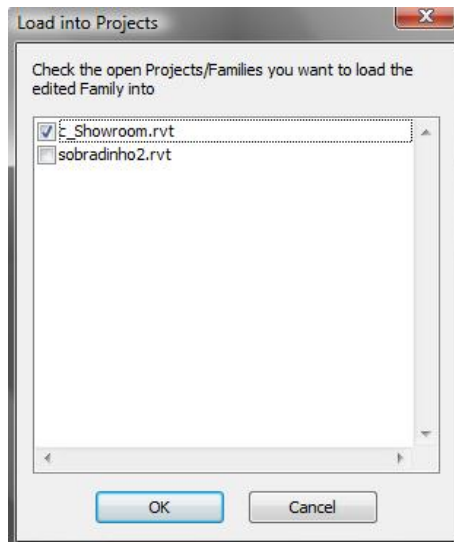 Load into Projects
Check the open Projects/Families you want to load the
edited Family into
c_Showroom.rvt
sobradinho2.rvt
OK
Cancel